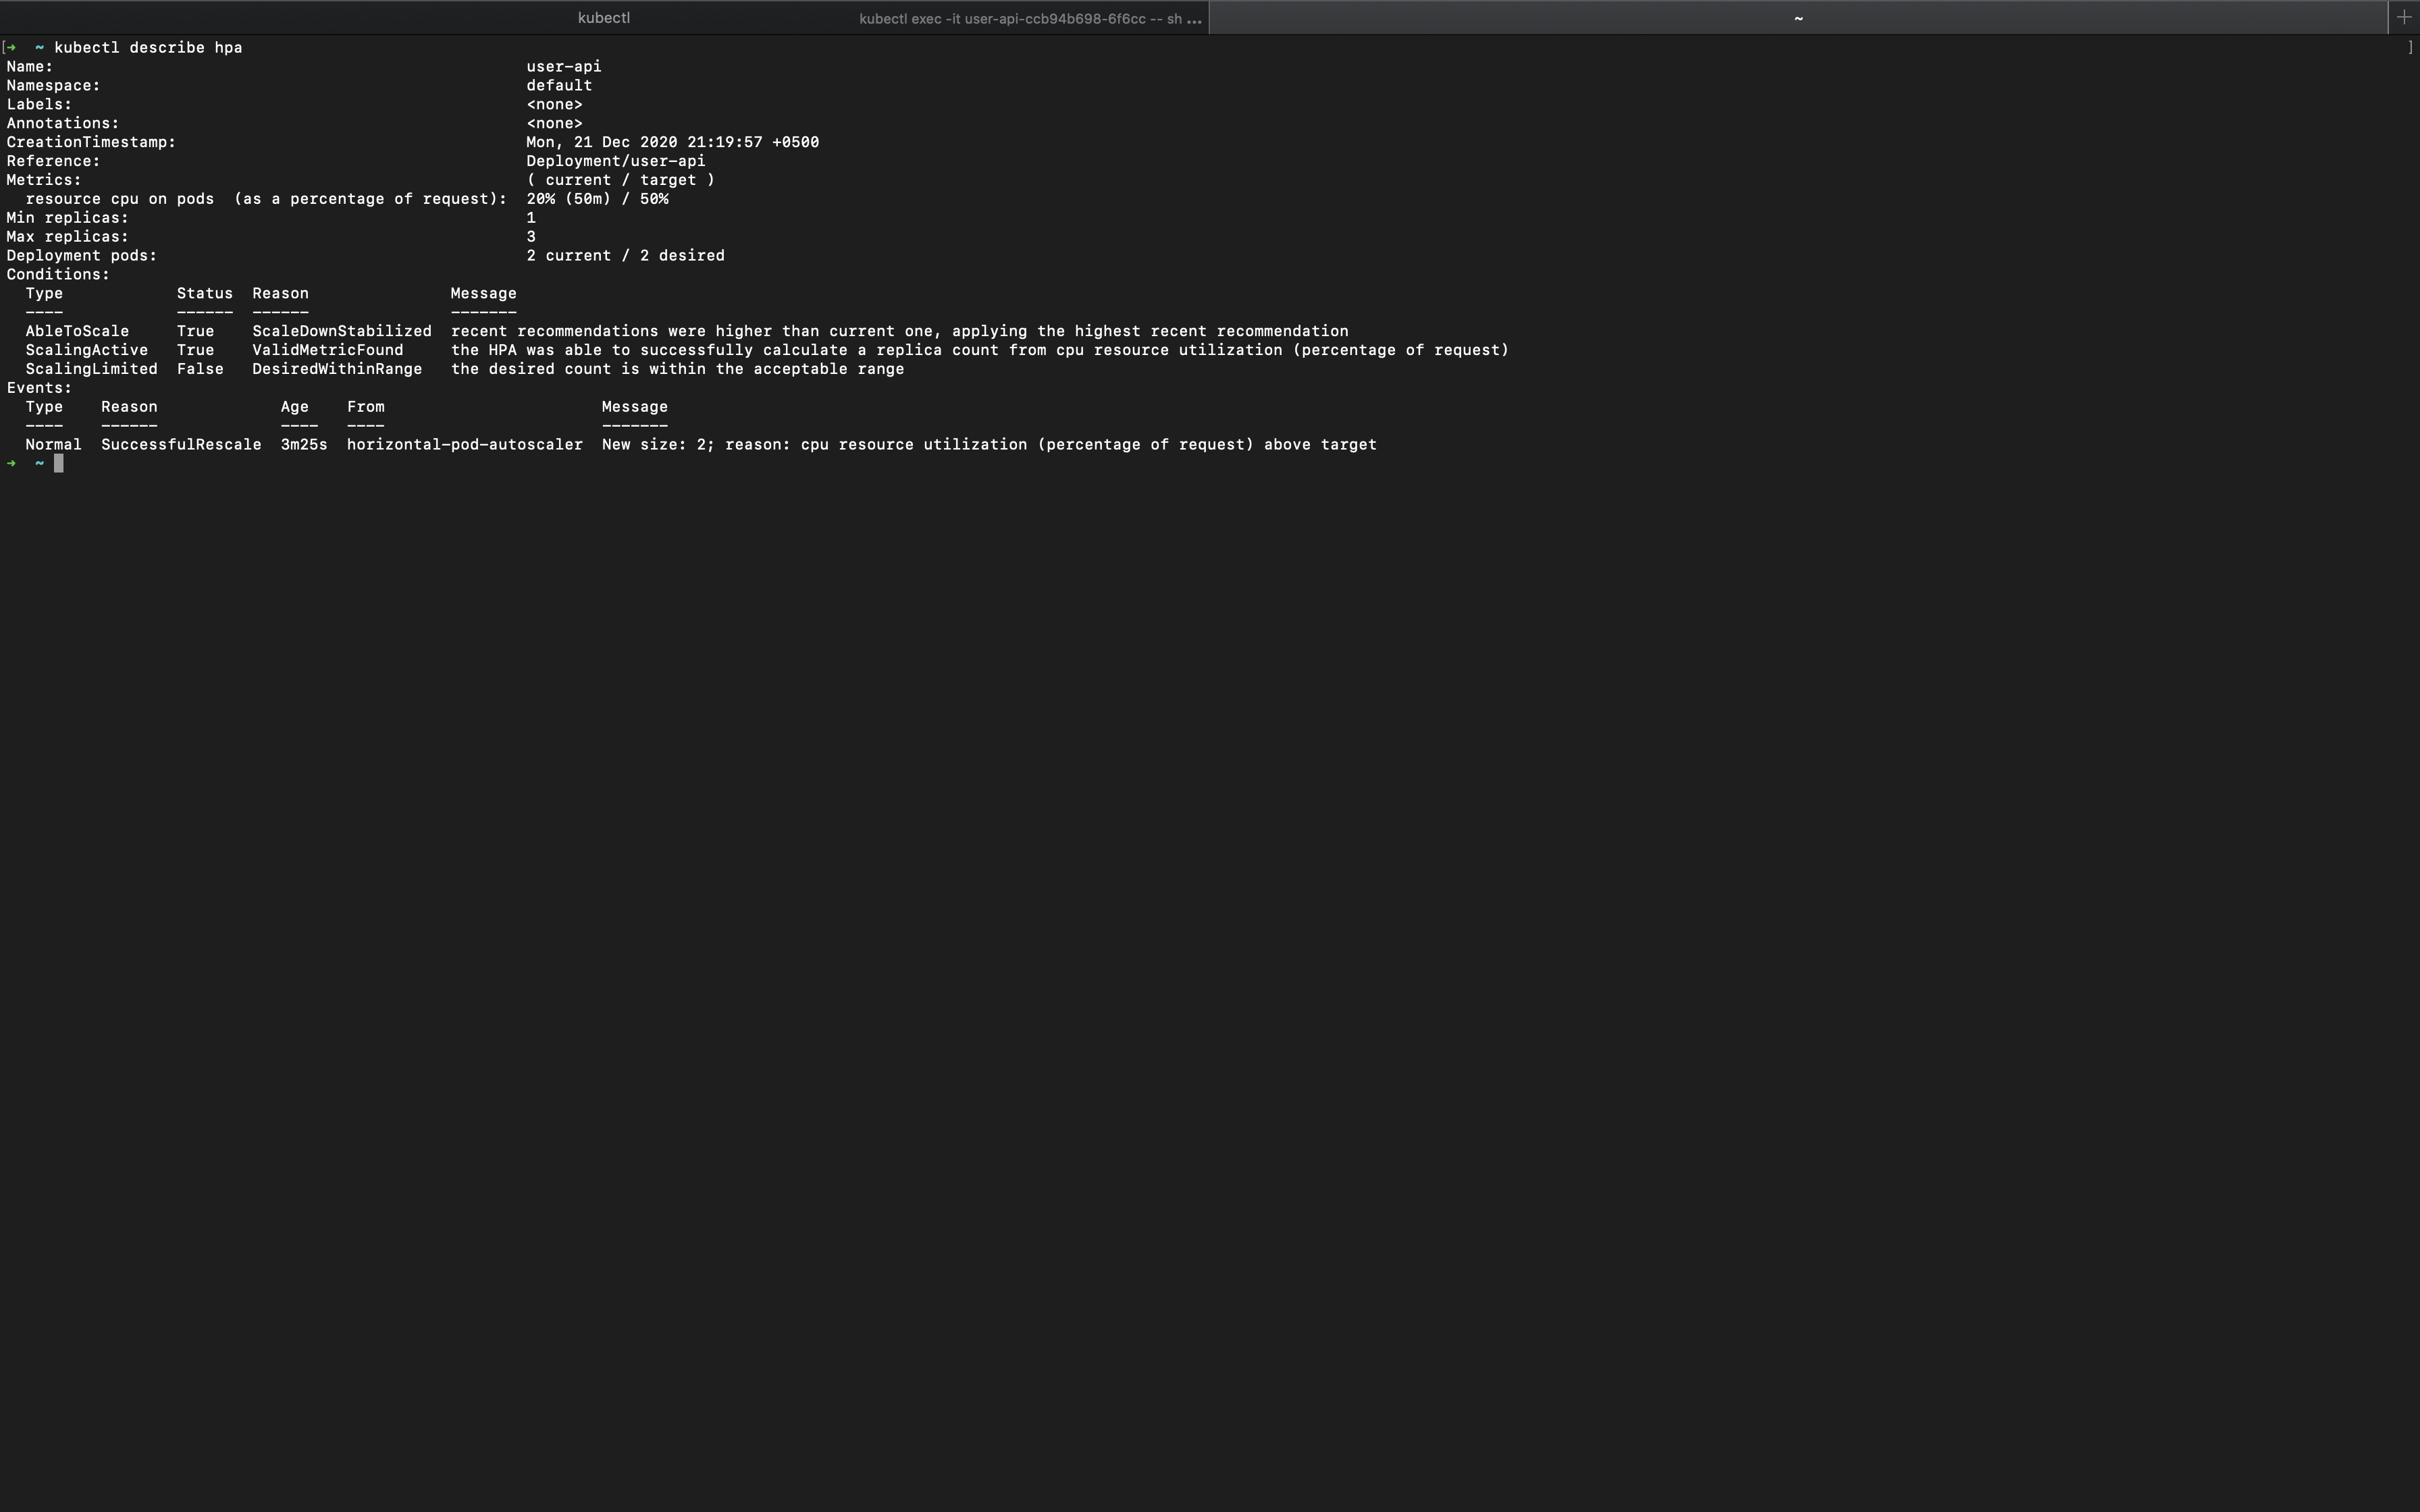 kubectl
kubectl exec -it user-api-ccb94b698-6f6cc -- sh ...
~
+
[➜  ~ kubectl describe hpa ]
Name:                                                  user-api
Namespace:                                             default
Labels:                                                <none>
Annotations:                                           <none>
CreationTimestamp:                                     Mon, 21 Dec 2020 21:19:57 +0500
Reference:                                             Deployment/user-api
Metrics:                                               ( current / target )
  resource cpu on pods  (as a percentage of request):  20% (50m) / 50%
Min replicas:                                          1
Max replicas:                                          3
Deployment pods:                                       2 current / 2 desired
Conditions:
  Type            Status  Reason               Message
  ----            ------  ------               -------
  AbleToScale     True    ScaleDownStabilized  recent recommendations were higher than current one, applying the highest recent recommendation
  ScalingActive   True    ValidMetricFound     the HPA was able to successfully calculate a replica count from cpu resource utilization (percentage of request)
  ScalingLimited  False   DesiredWithinRange   the desired count is within the acceptable range
Events:
  Type    Reason             Age    From                       Message
  ----    ------             ----   ----                       -------
  Normal  SuccessfulRescale  3m25s  horizontal-pod-autoscaler  New size: 2; reason: cpu resource utilization (percentage of request) above target
➜  ~